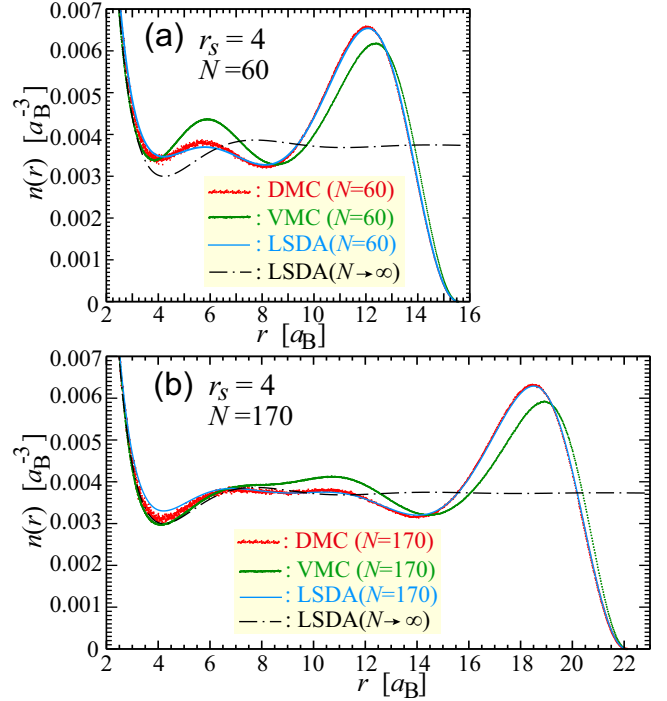 0.007
0.006
0.005
0.004
0.003
0.002
0.001
0
n(r) [a_B^-3]
(a) r_s = 4
N =60
: DMC (N=60)
: VMC (N=60)
: LSDA(N=60)
: LSDA(N→∞)
2 4 6 8 10 12 14 16
r [a_B]
0.007
0.006
0.005
0.004
0.003
0.002
0.001
0.000
n(r) [a_B^-3]
(b) r_s = 4
N =170
: DMC (N=170)
: VMC (N=170)
: LSDA(N=170)
: LSDA(N→∞)
2 4 6 8 10 12 14 16 18 20 22
r [a_B]